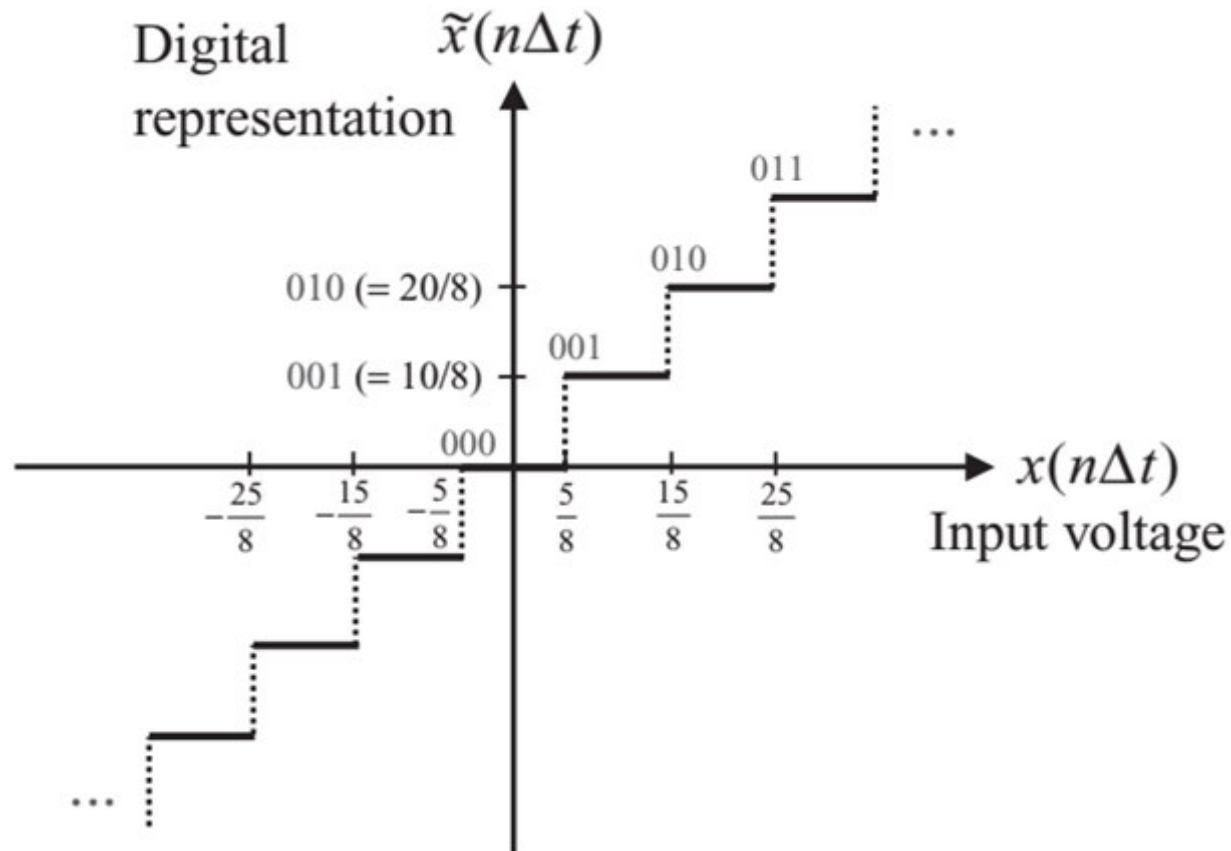 Digital
representation
x̃(nΔt)
...
011
010
010 (= 20/8)
001
001 (= 10/8)
000
x(nΔt)
Input voltage
−25/8
−15/8
−5/8
5/8
15/8
25/8
...